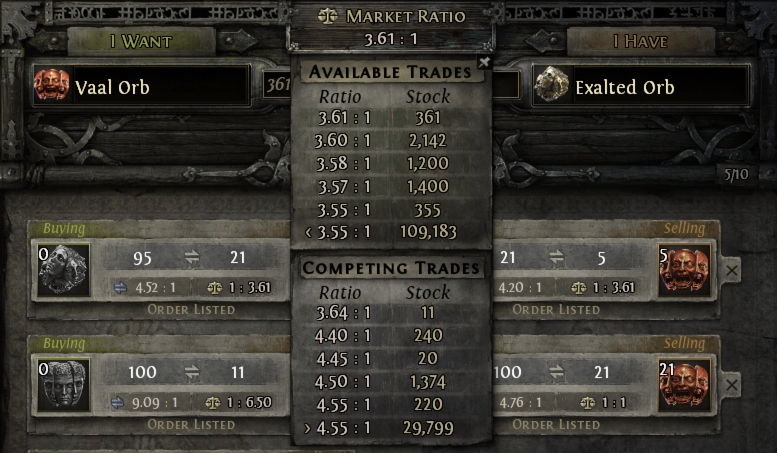 MARKET RATIO
3.61 : 1
I WANT
I HAVE
Vaal Orb
361
Exalted Orb
AVAILABLE TRADES
Ratio Stock
3.61 : 1 361
3.60 : 1 2,142
3.58 : 1 1,200
3.57 : 1 1,400
3.55 : 1 355
< 3.55 : 1 109,183
5/10
COMPETING TRADES
Ratio Stock
3.64 : 1 11
4.40 : 1 240
4.45 : 1 20
4.50 : 1 1,374
4.55 : 1 220
> 4.55 : 1 29,799
Buying
0 95 21
4.52 : 1 1 : 3.61
ORDER LISTED
Selling
21 5 5
4.20 : 1 1 : 3.61
ORDER LISTED
Buying
0 100 11
9.09 : 1 1 : 6.50
ORDER LISTED
Selling
100 21 21
4.76 : 1 1 : 1
ORDER LISTED